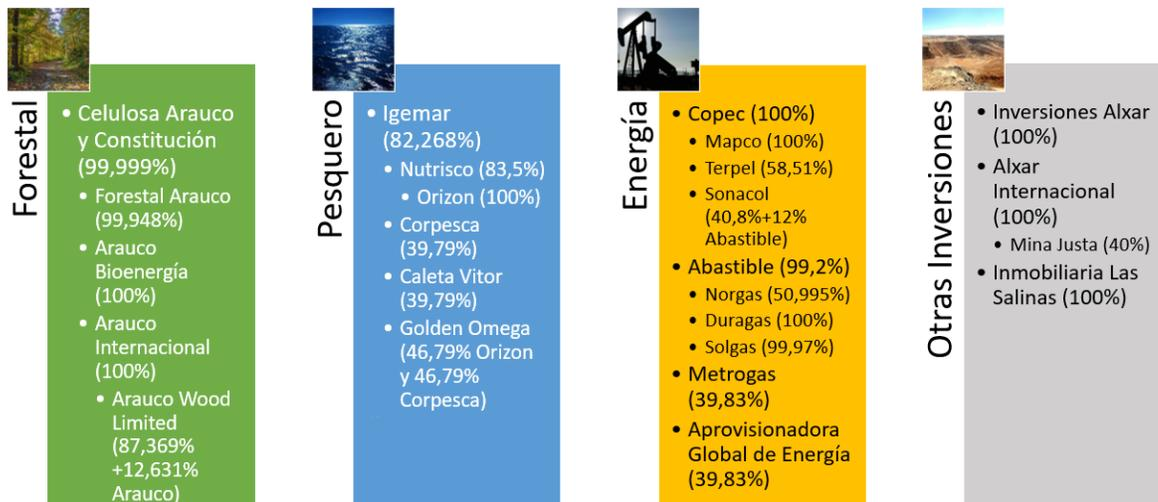 Forestal
• Celulosa Arauco
y Constitución
(99,999%)
• Forestal Arauco
(99,948%)
• Arauco
Bioenergía
(100%)
• Arauco
Internacional
(100%)
• Arauco Wood
Limited
(87,369%
+12,631%
Arauco)
Pesquero
• Igemar
(82,268%)
• Nutrisco (83,5%)
• Orizon (100%)
• Corpesca
(39,79%)
• Caleta Vitor
(39,79%)
• Golden Omega
(46,79% Orizon
y 46,79%
Corpesca)
Energía
• Copec (100%)
• Mapco (100%)
• Terpel (58,51%)
• Sonacol
(40,8%+12%
Abastible)
• Abastible (99,2%)
• Norgas (50,995%)
• Duragas (100%)
• Solgas (99,97%)
• Metrogas
(39,83%)
• Aprovisionadora
Global de Energía
(39,83%)
Otras Inversiones
• Inversiones Alxar
(100%)
• Alxar
Internacional
(100%)
• Mina Justa (40%)
• Inmobiliaria Las
Salinas (100%)